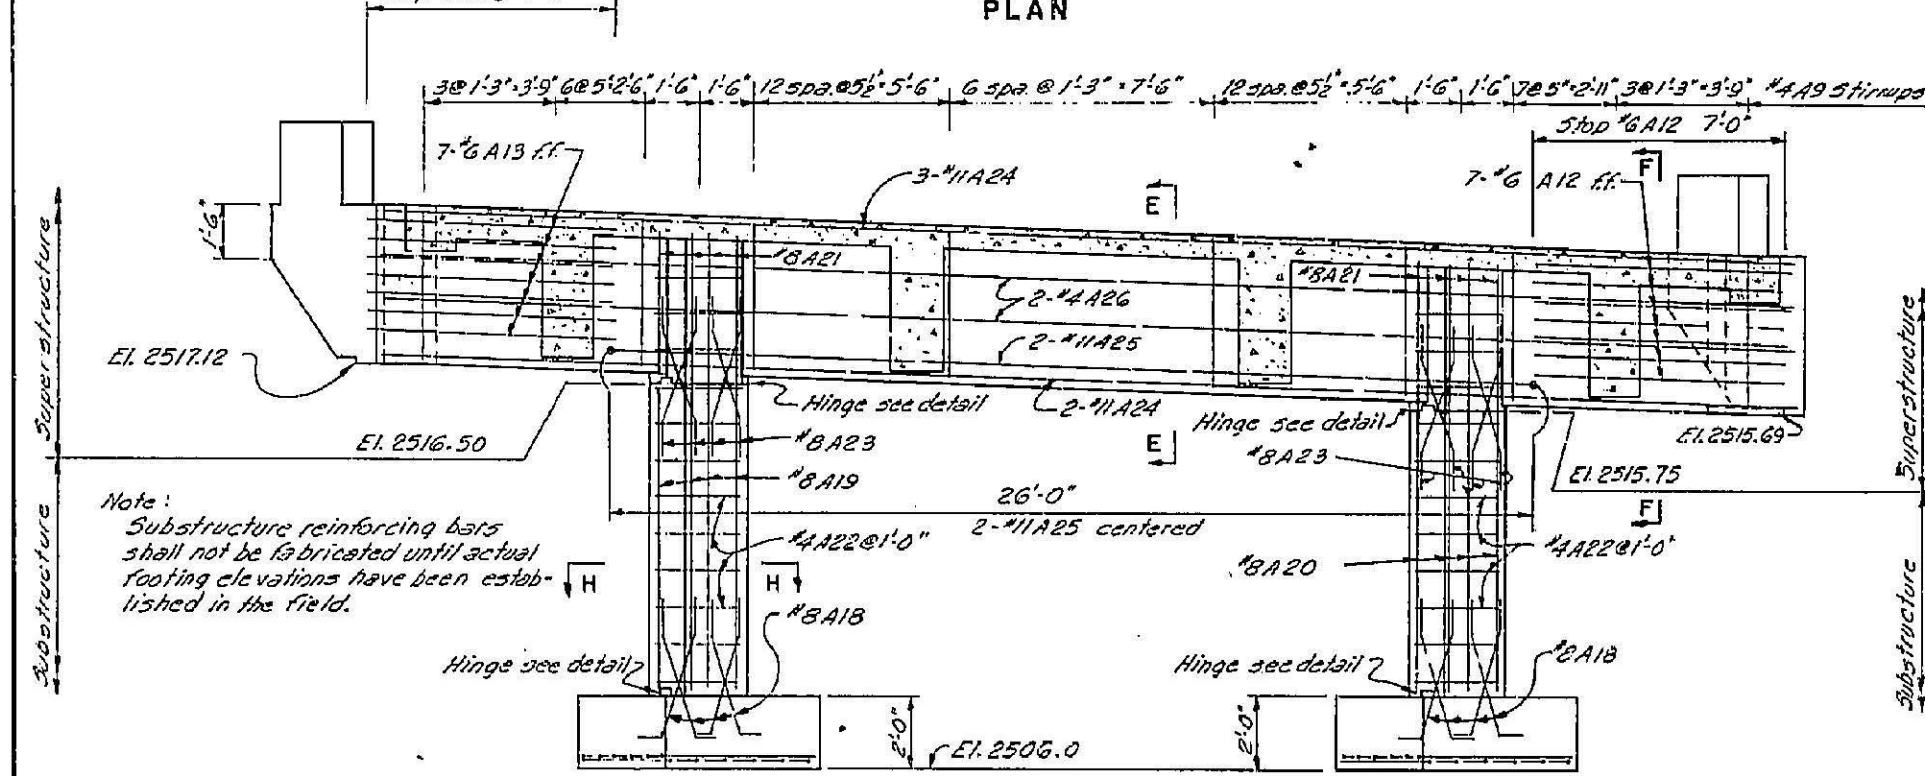 PLAN
3@1'-3"=3'-9" 6@5"=2'-6" 1'-6" 1'-6" 12 spa.@5½"=5'-6" 6 spa. @ 1'-3" = 7'-6" 12 spa.@5½"=5'-6" 1'-6" 1'-6" 7@5"=2'-11" 3@1'-3"=3'-9" #4A9 Stirrups
Stop #6A12 7'-0"
7-#6 A13 f.f.
3-#11A24
7-#6 A12 f.f.
F
E
1'-6"
Superstructure
#8A21
#8A21
2-#4A26
2-#11A25
El. 2517.12
Hinge see detail
2-#11A24
Hinge see detail
El. 2515.69
Superstructure
El. 2516.50
#8A23
E
#8A23
El. 2515.75
#8A19
26'-0"
2-#11A25 centered
F
Note:
Substructure reinforcing bars
shall not be fabricated until actual
footing elevations have been estab-
lished in the field.
#4A22@1'-0"
#4A22@1'-0"
H H
#8A20
Substructure
#8A18
Hinge see detail
Hinge see detail
#8A18
Substructure
2'-0"
El. 2506.0
2'-0"